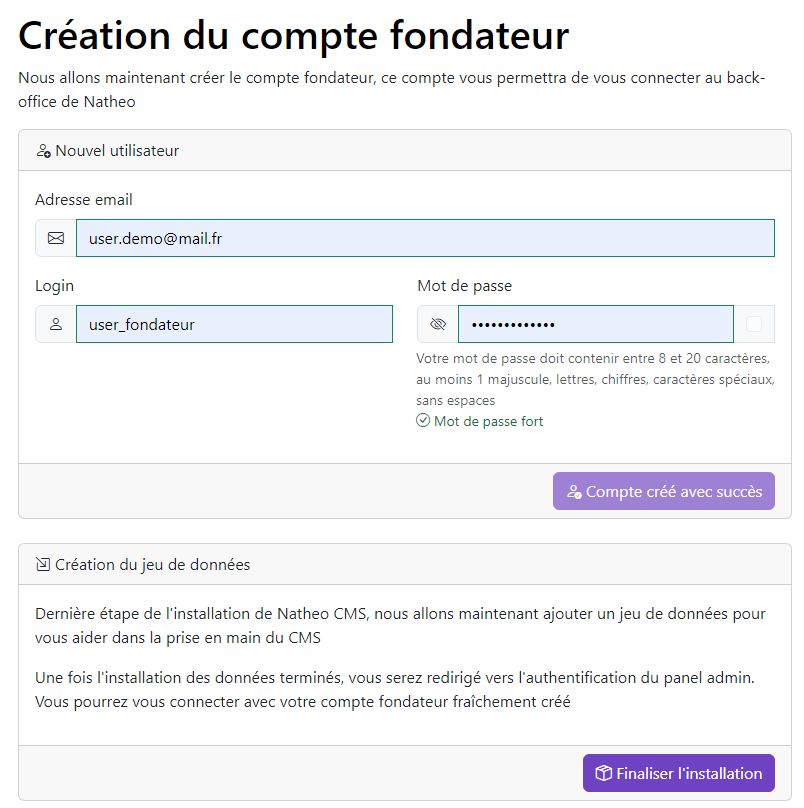 Création du compte fondateur
Nous allons maintenant créer le compte fondateur, ce compte vous permettra de vous connecter au back-
office de Natheo
Nouvel utilisateur
Adresse email
user.demo@mail.fr
Login
Mot de passe
user_fondateur
•••••••••••••
Votre mot de passe doit contenir entre 8 et 20 caractères,
au moins 1 majuscule, lettres, chiffres, caractères spéciaux,
sans espaces
Mot de passe fort
Compte créé avec succès
Création du jeu de données
Dernière étape de l'installation de Natheo CMS, nous allons maintenant ajouter un jeu de données pour
vous aider dans la prise en main du CMS
Une fois l'installation des données terminés, vous serez redirigé vers l'authentification du panel admin.
Vous pourrez vous connecter avec votre compte fondateur fraîchement créé
Finaliser l'installation